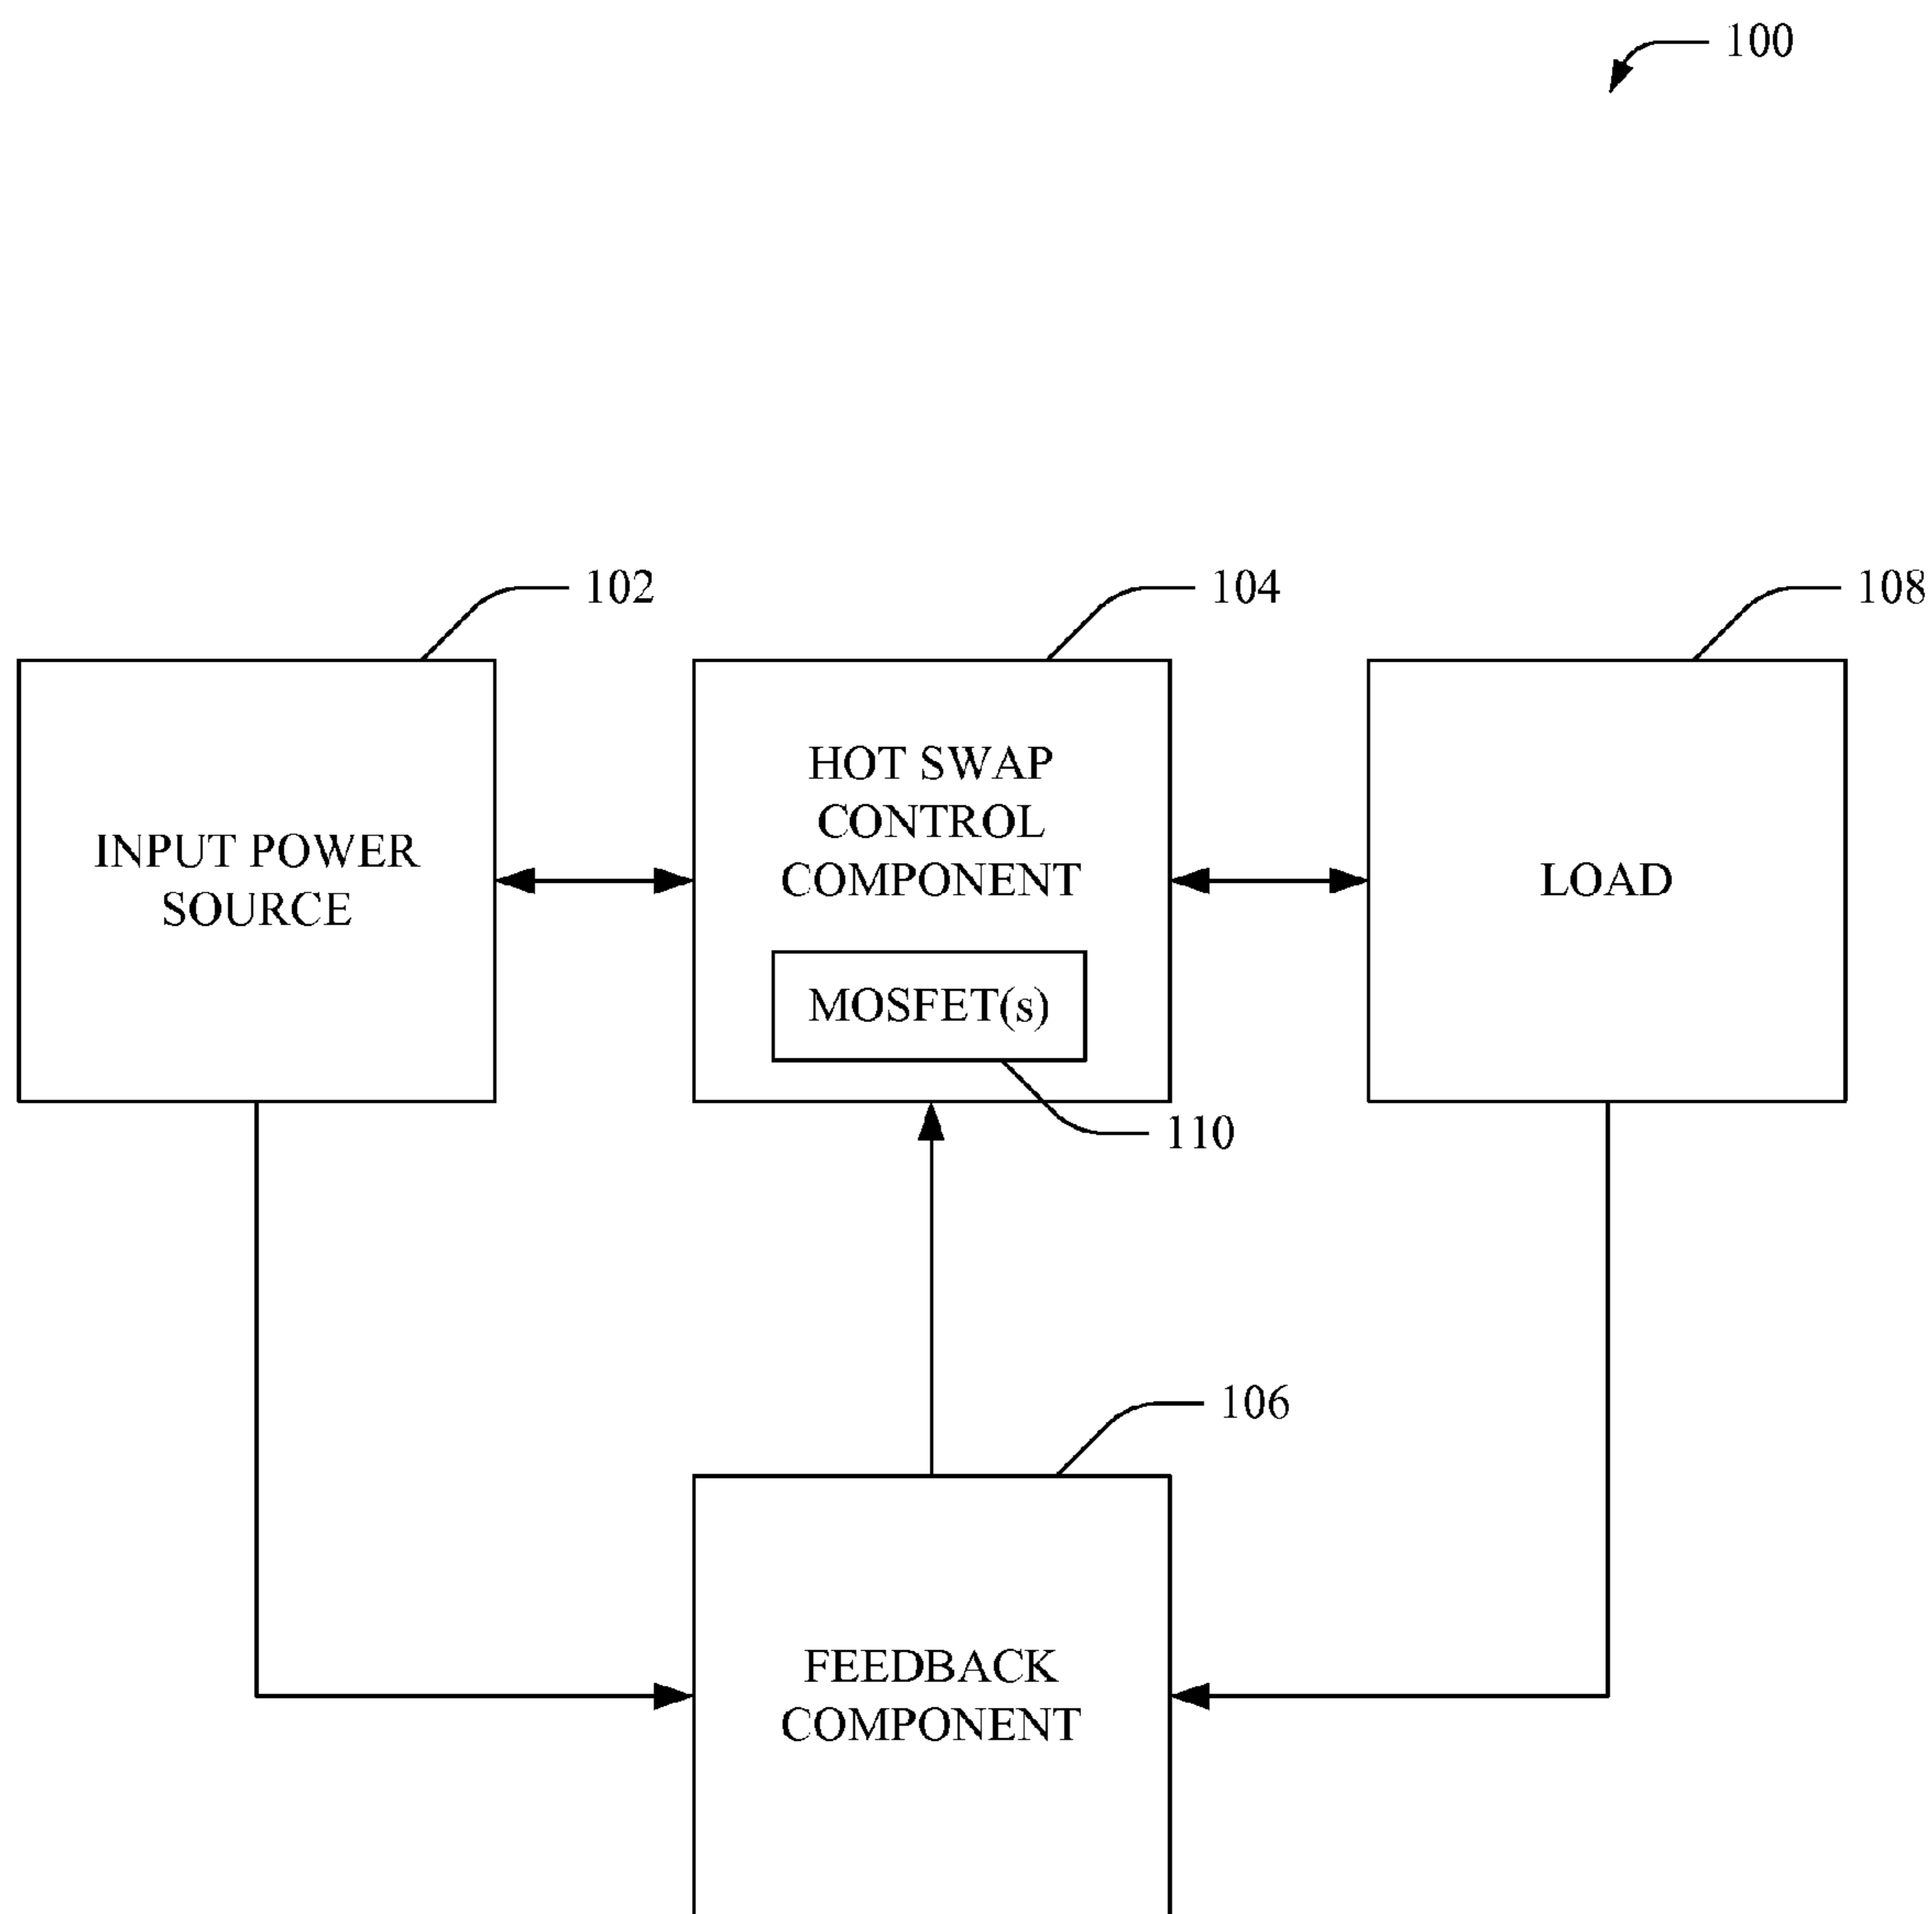 100
102
104
108
INPUT POWER
SOURCE
HOT SWAP
CONTROL
COMPONENT
MOSFET(s)
LOAD
110
106
FEEDBACK
COMPONENT